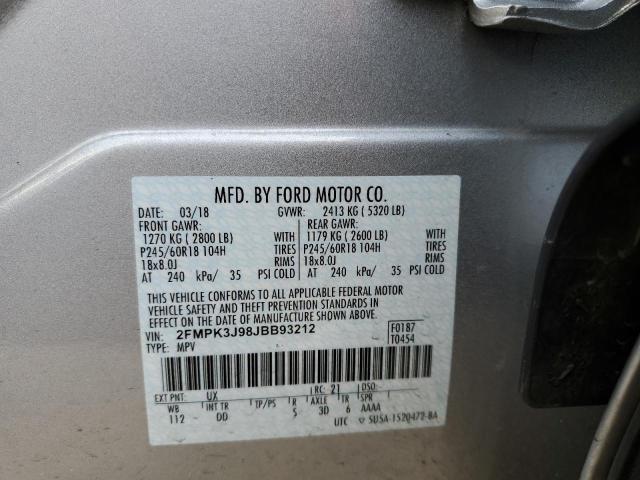 MFD. BY FORD MOTOR CO.
DATE: 03/18 GVWR: 2413 KG ( 5320 LB)
FRONT GAWR: REAR GAWR:
1270 KG ( 2800 LB) WITH 1179 KG ( 2600 LB) WITH
P245/60R18 104H TIRES P245/60R18 104H TIRES
18x8.0J RIMS 18x8.0J RIMS
AT 240 kPa/ 35 PSI COLD AT 240 kPa/ 35 PSI COLD
THIS VEHICLE CONFORMS TO ALL APPLICABLE FEDERAL MOTOR
VEHICLE SAFETY AND THEFT PREVENTION STANDARDS IN
EFFECT ON THE DATE OF MANUFACTURE SHOWN ABOVE.
VIN: 2FMPK3J98JBB93212 F0187
TYPE: MPV T0454
EXT PNT: UX RC: 21 DSO:
WB INT TR TP/PS R AXLE TR SPR
112 DD 5 3D 6 AAAA
UTC SU5A-1520472-BA